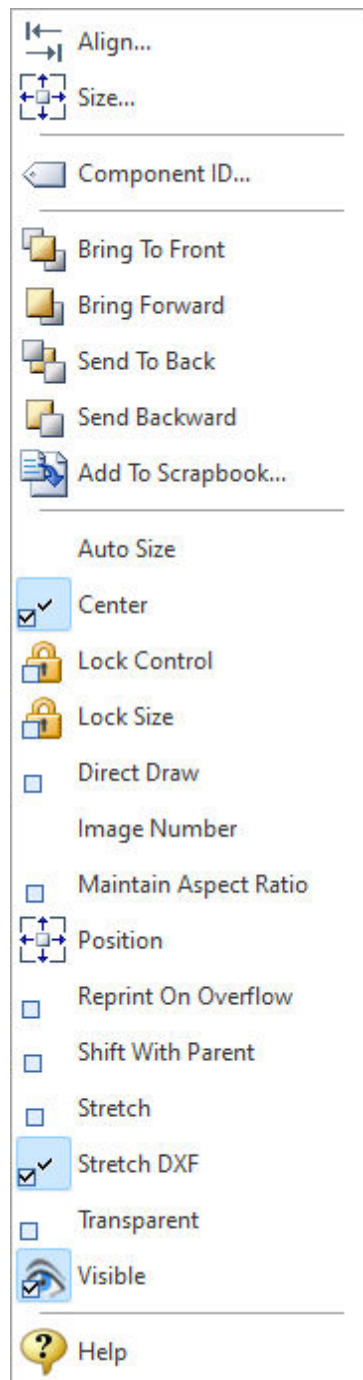 Align...
Size...
Component ID...
Bring To Front
Bring Forward
Send To Back
Send Backward
Add To Scrapbook...
Auto Size
Center
Lock Control
Lock Size
Direct Draw
Image Number
Maintain Aspect Ratio
Position
Reprint On Overflow
Shift With Parent
Stretch
Stretch DXF
Transparent
Visible
Help